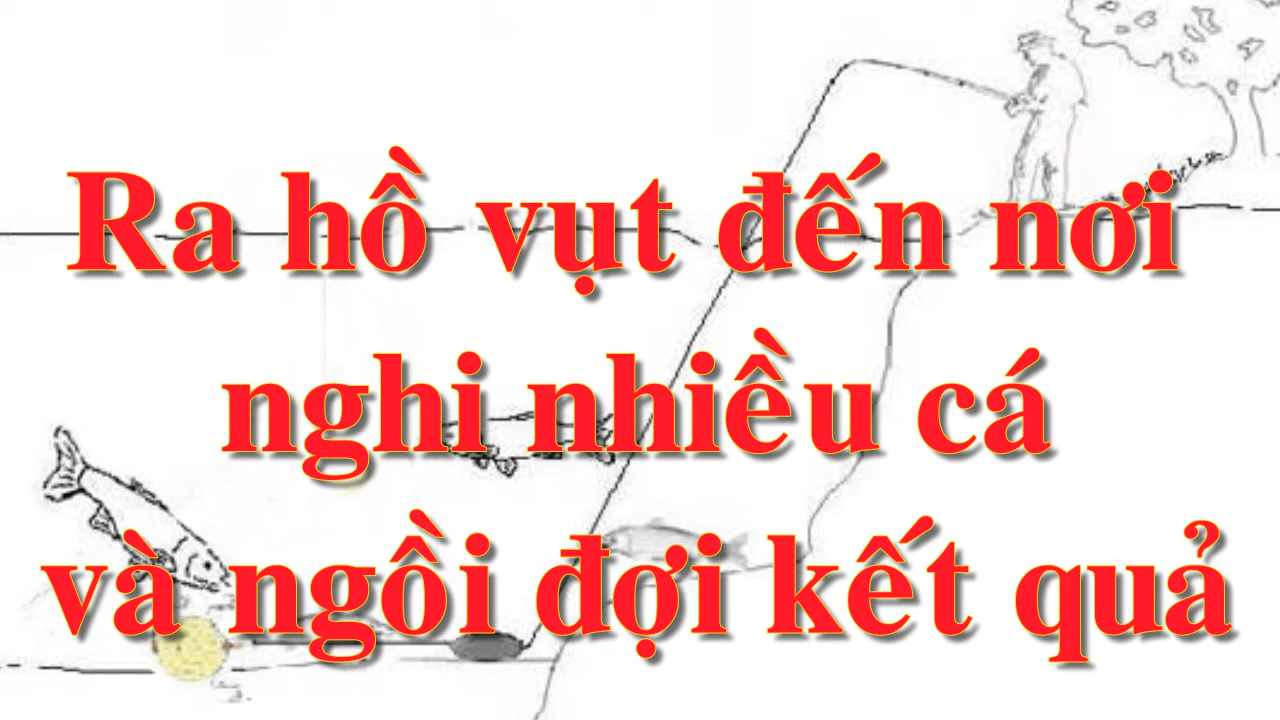 Ra hồ vụt đến nơi
nghi nhiều cá
và ngồi đợi kết quả